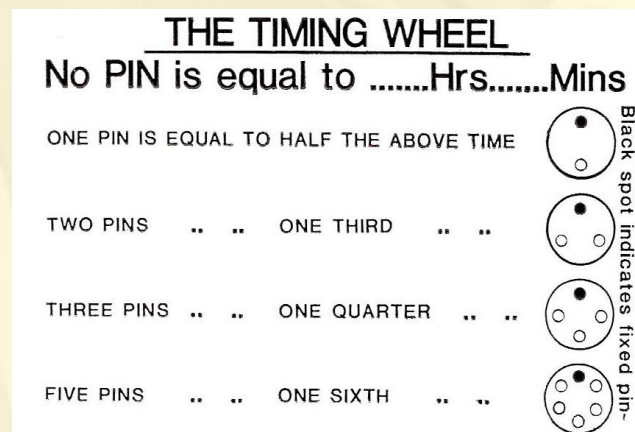 THE TIMING WHEEL
No PIN is equal to .......Hrs.......Mins
ONE PIN IS EQUAL TO HALF THE ABOVE TIME
TWO PINS .. .. ONE THIRD .. ..
THREE PINS .. .. ONE QUARTER .. ..
FIVE PINS .. .. ONE SIXTH .. ..
Black spot indicates fixed pin-